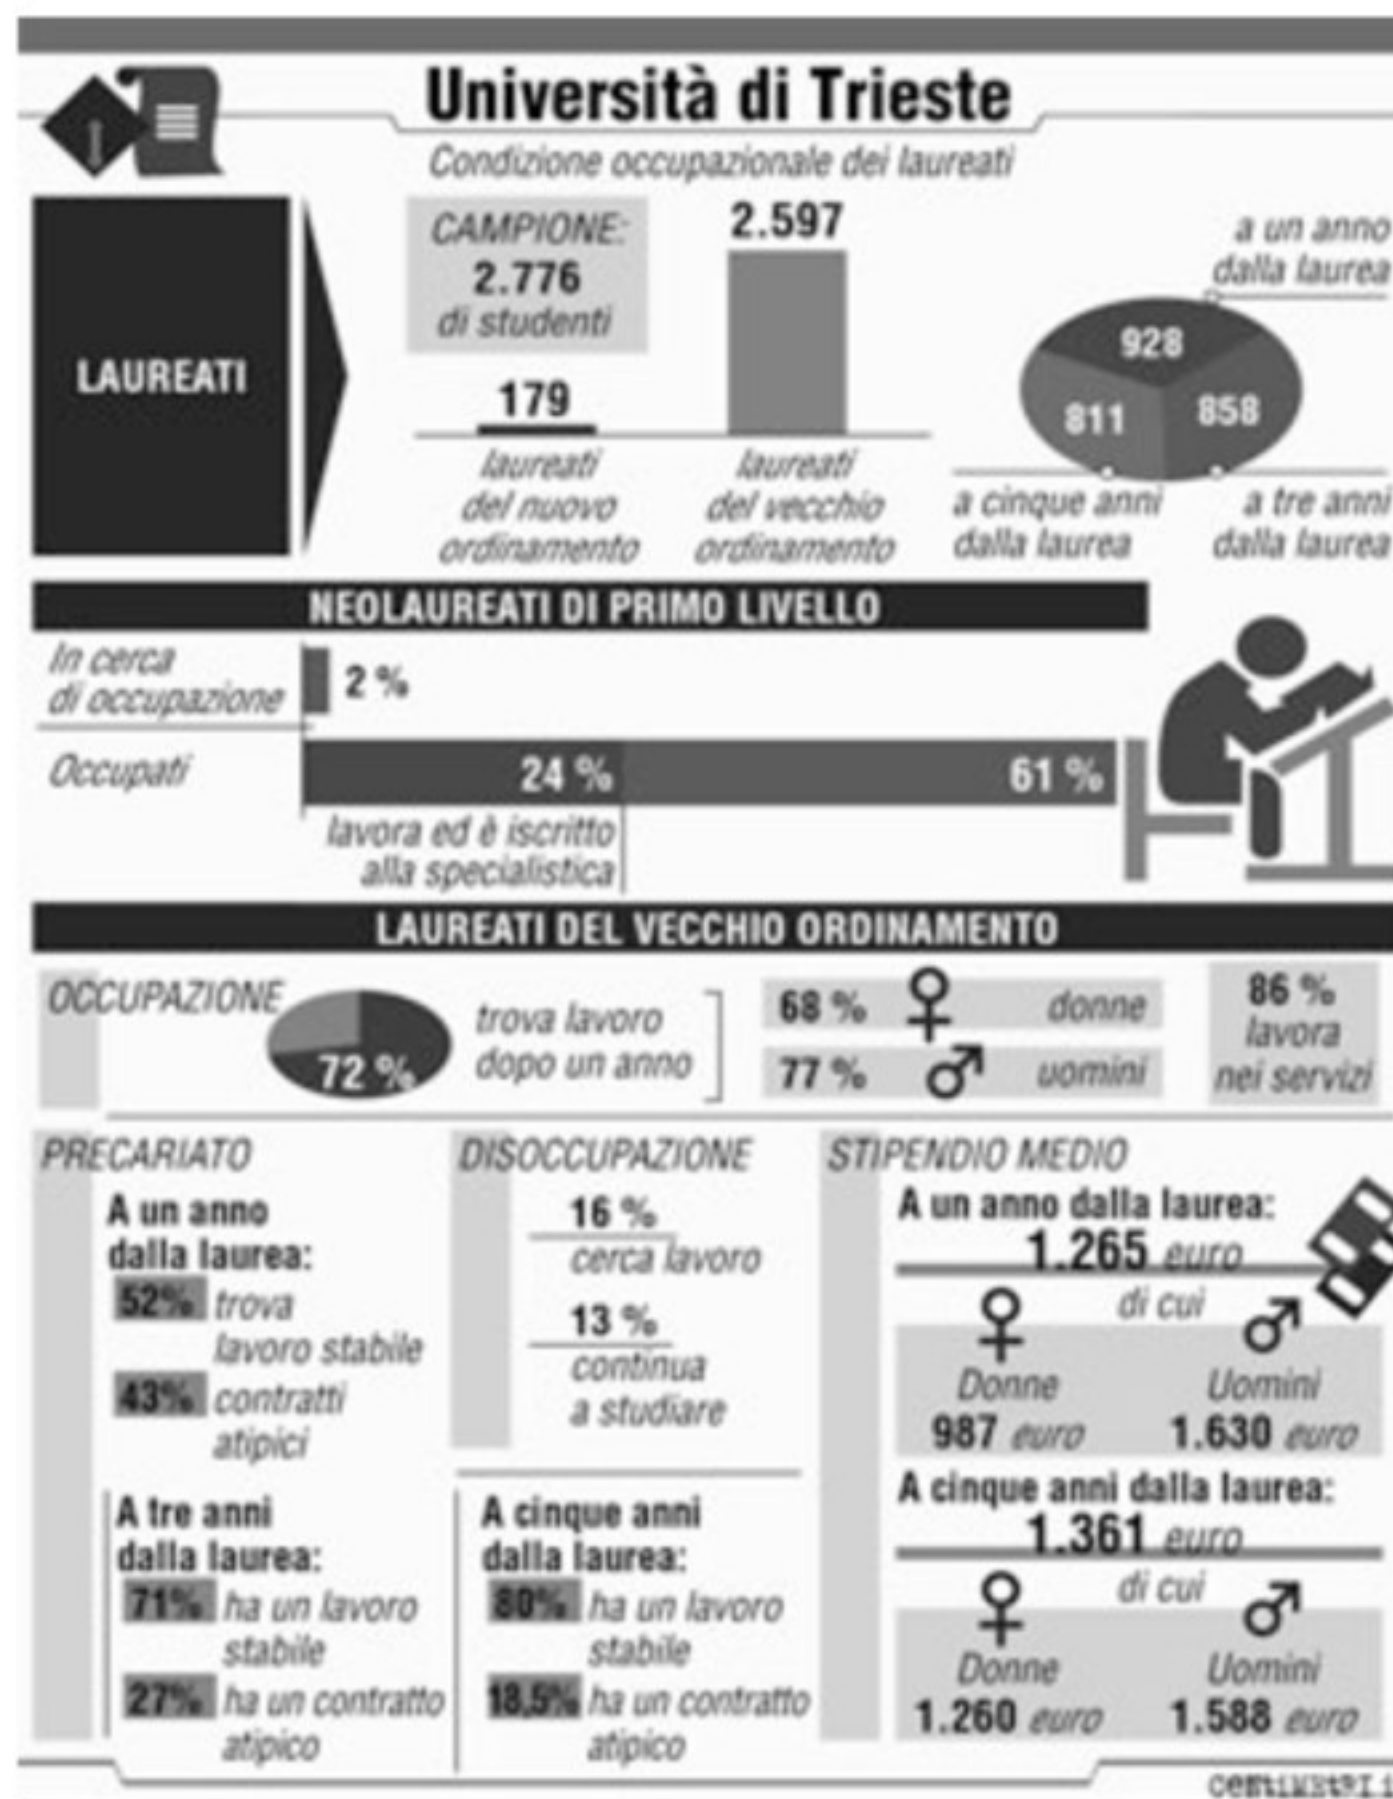 Università di Trieste
Condizione occupazionale dei laureati
LAUREATI
CAMPIONE:
2.776
di studenti
179
laureati
del nuovo
ordinamento
2.597
laureati
del vecchio
ordinamento
a un anno
dalla laurea
928
811
858
a cinque anni
dalla laurea
a tre anni
dalla laurea
NEOLAUREATI DI PRIMO LIVELLO
In cerca
di occupazione
2 %
Occupati
24 %
61 %
lavora ed è iscritto
alla specialistica
LAUREATI DEL VECCHIO ORDINAMENTO
OCCUPAZIONE
72 %
trova lavoro
dopo un anno
68 % ♀ donne
77 % ♂ uomini
86 %
lavora
nei servizi
PRECARIATO
A un anno
dalla laurea:
52% trova
lavoro stabile
43% contratti
atipici
A tre anni
dalla laurea:
71% ha un lavoro
stabile
27% ha un contratto
atipico
DISOCCUPAZIONE
16 %
cerca lavoro
13 %
continua
a studiare
A cinque anni
dalla laurea:
80% ha un lavoro
stabile
18,5% ha un contratto
atipico
STIPENDIO MEDIO
A un anno dalla laurea:
1.265 euro
di cui
♀ ♂
Donne Uomini
987 euro 1.630 euro
A cinque anni dalla laurea:
1.361 euro
di cui
♀ ♂
Donne Uomini
1.260 euro 1.588 euro